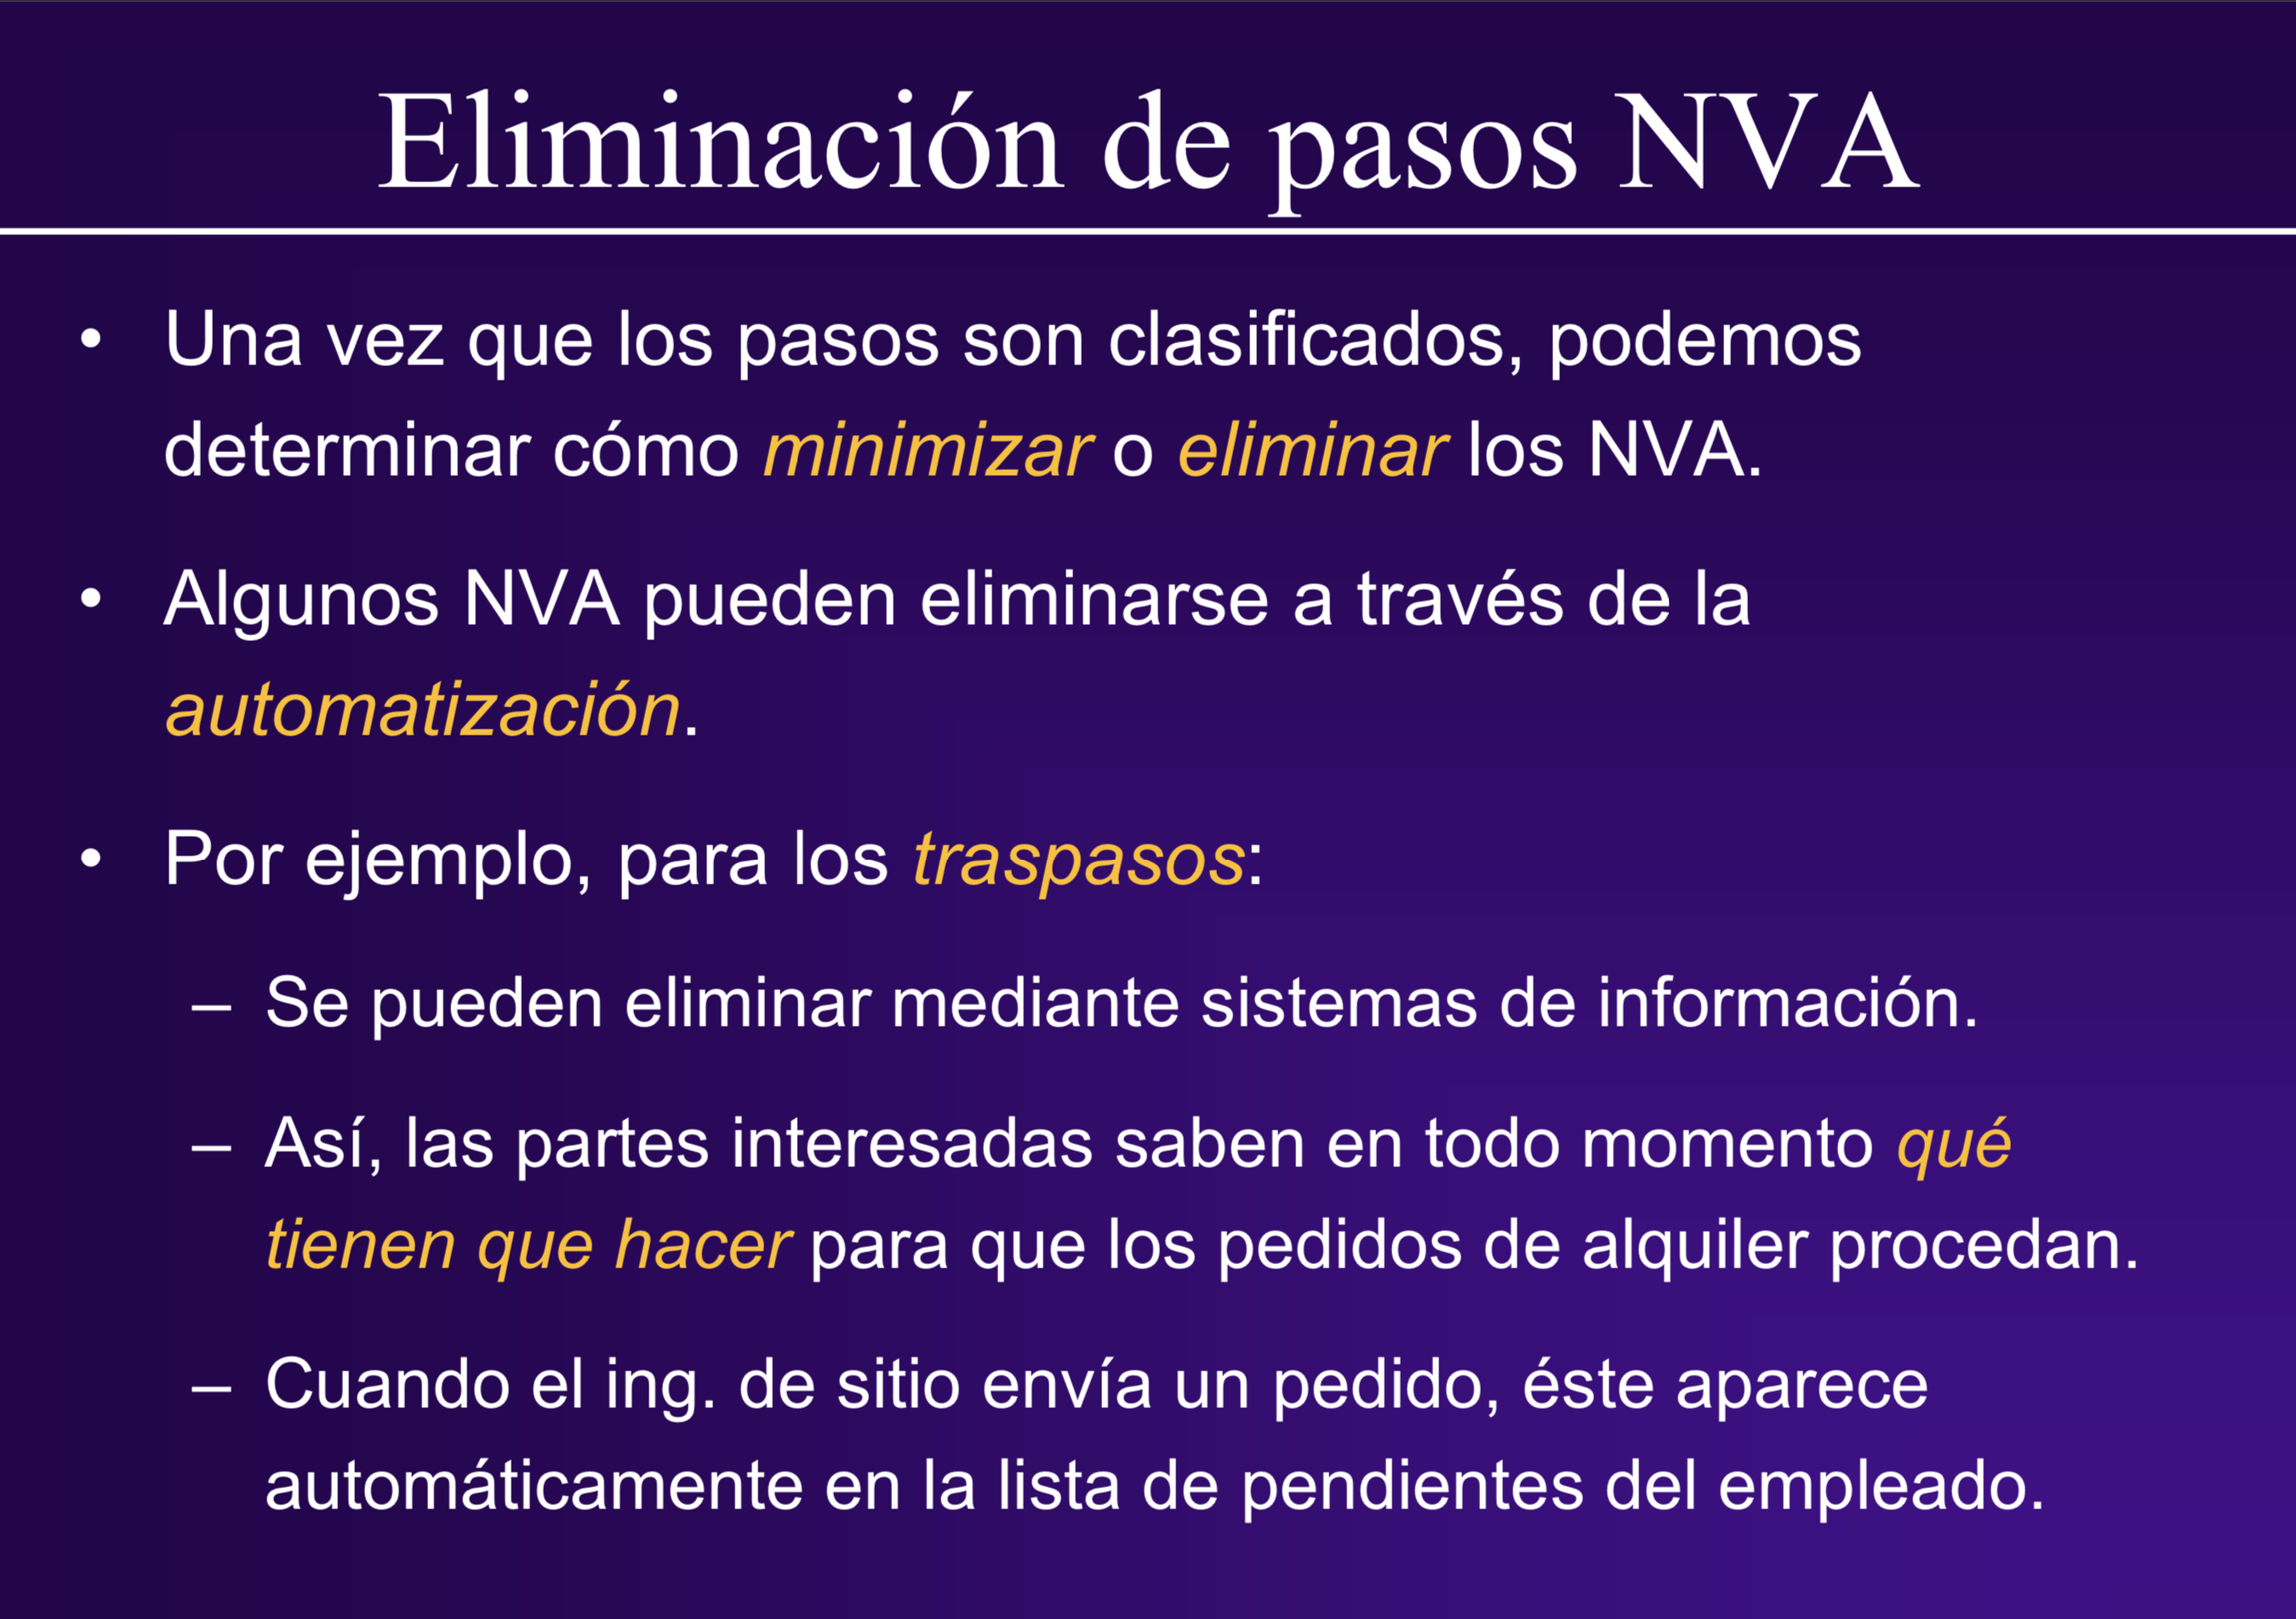 Eliminación de pasos NVA
• Una vez que los pasos son clasificados, podemos
determinar cómo minimizar o eliminar los NVA.
• Algunos NVA pueden eliminarse a través de la
automatización.
• Por ejemplo, para los traspasos:
– Se pueden eliminar mediante sistemas de información.
– Así, las partes interesadas saben en todo momento qué
tienen que hacer para que los pedidos de alquiler procedan.
– Cuando el ing. de sitio envía un pedido, éste aparece
automáticamente en la lista de pendientes del empleado.